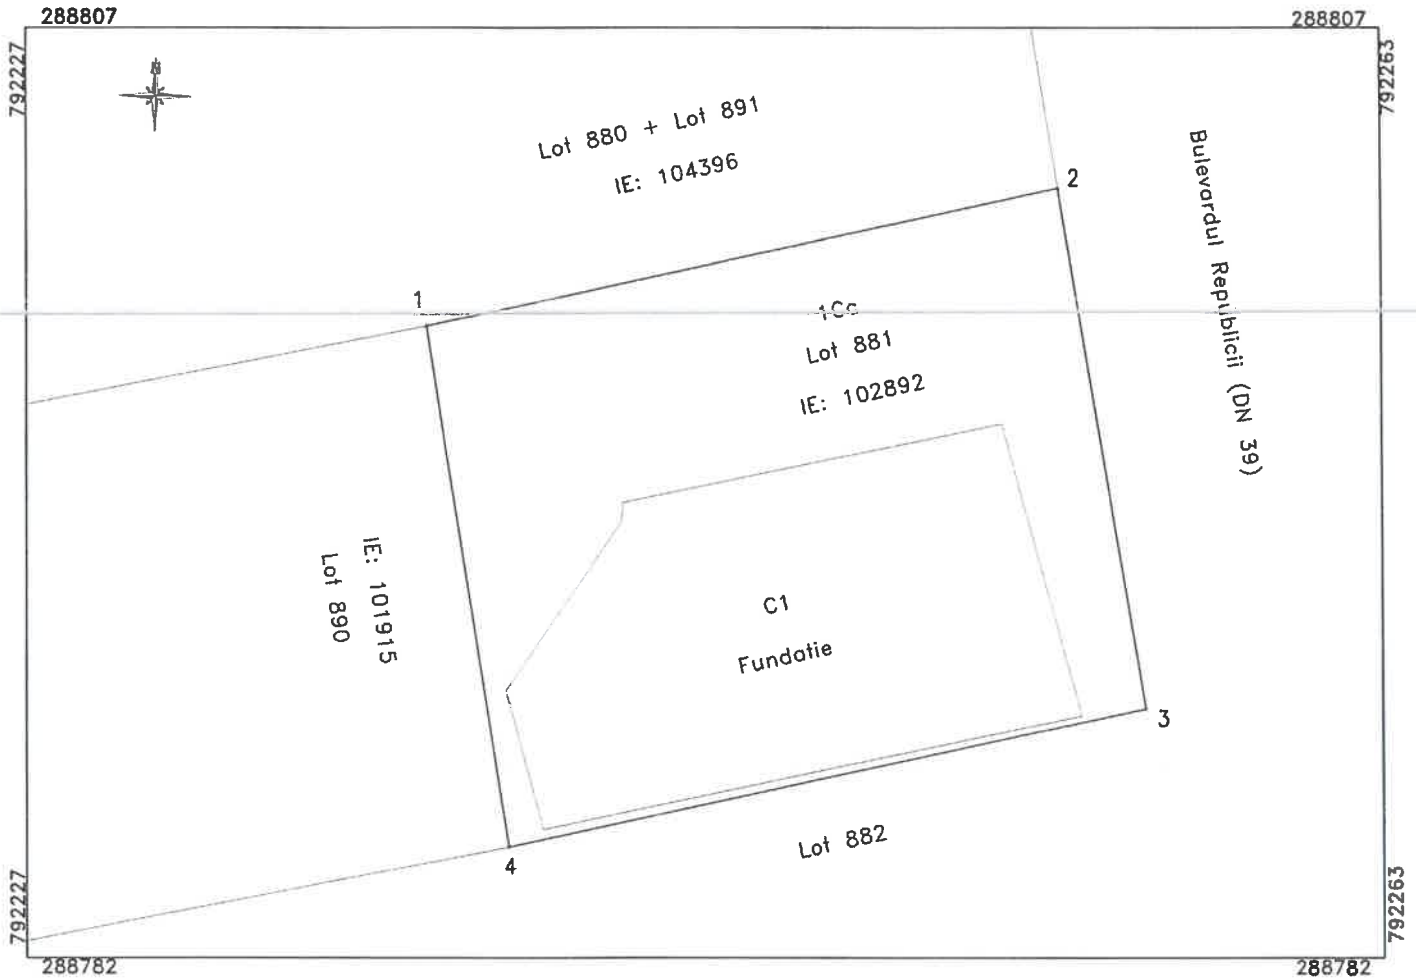 288807
288807
792227
792263
N
Lot 880 + Lot 891
IE: 104396
2
Bulevardul Republicii (DN 39)
1
1Cc
Lot 881
IE: 102892
IE: 101915
Lot 890
C1
Fundatie
3
Lot 882
4
792227
792263
288782
288782